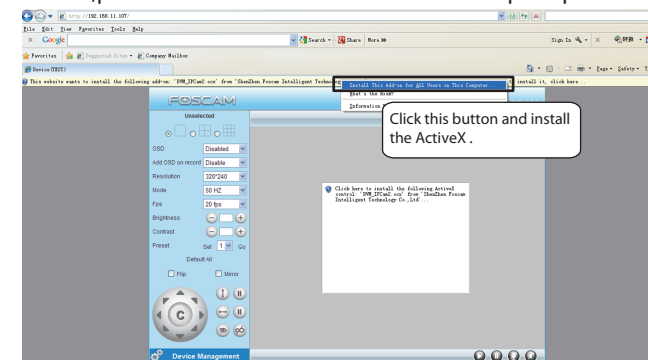 http://192.168.11.107/
File Edit View Favorites Tools Help
x Google Search Share More »
Sign In
Favorites Suggested Sites Company Mailbox
Device(TEST)
Page Safety
This website wants to install the following add-on: 'DVM_IPCam2.ocx' from 'ShenZhen Foscam Intelligent Techno
install it, click here...
Install This Add-on for All Users on This Computer...
What's the Risk?
Information
Click this button and install
the ActiveX .
FOSCAM
Unselected
OSD Disabled
Add OSD on record Disable
Resolution 320*240
Mode 50 HZ
Fps 20 fps
Brightness
Contrast
Preset Set 1 Go
Default All
Flip Mirror
C
Device Management
Click here to install the following ActiveX
control: 'DVM_IPCam2.ocx' from 'ShenZhen Foscam
Intelligent Technology Co.,Ltd'...